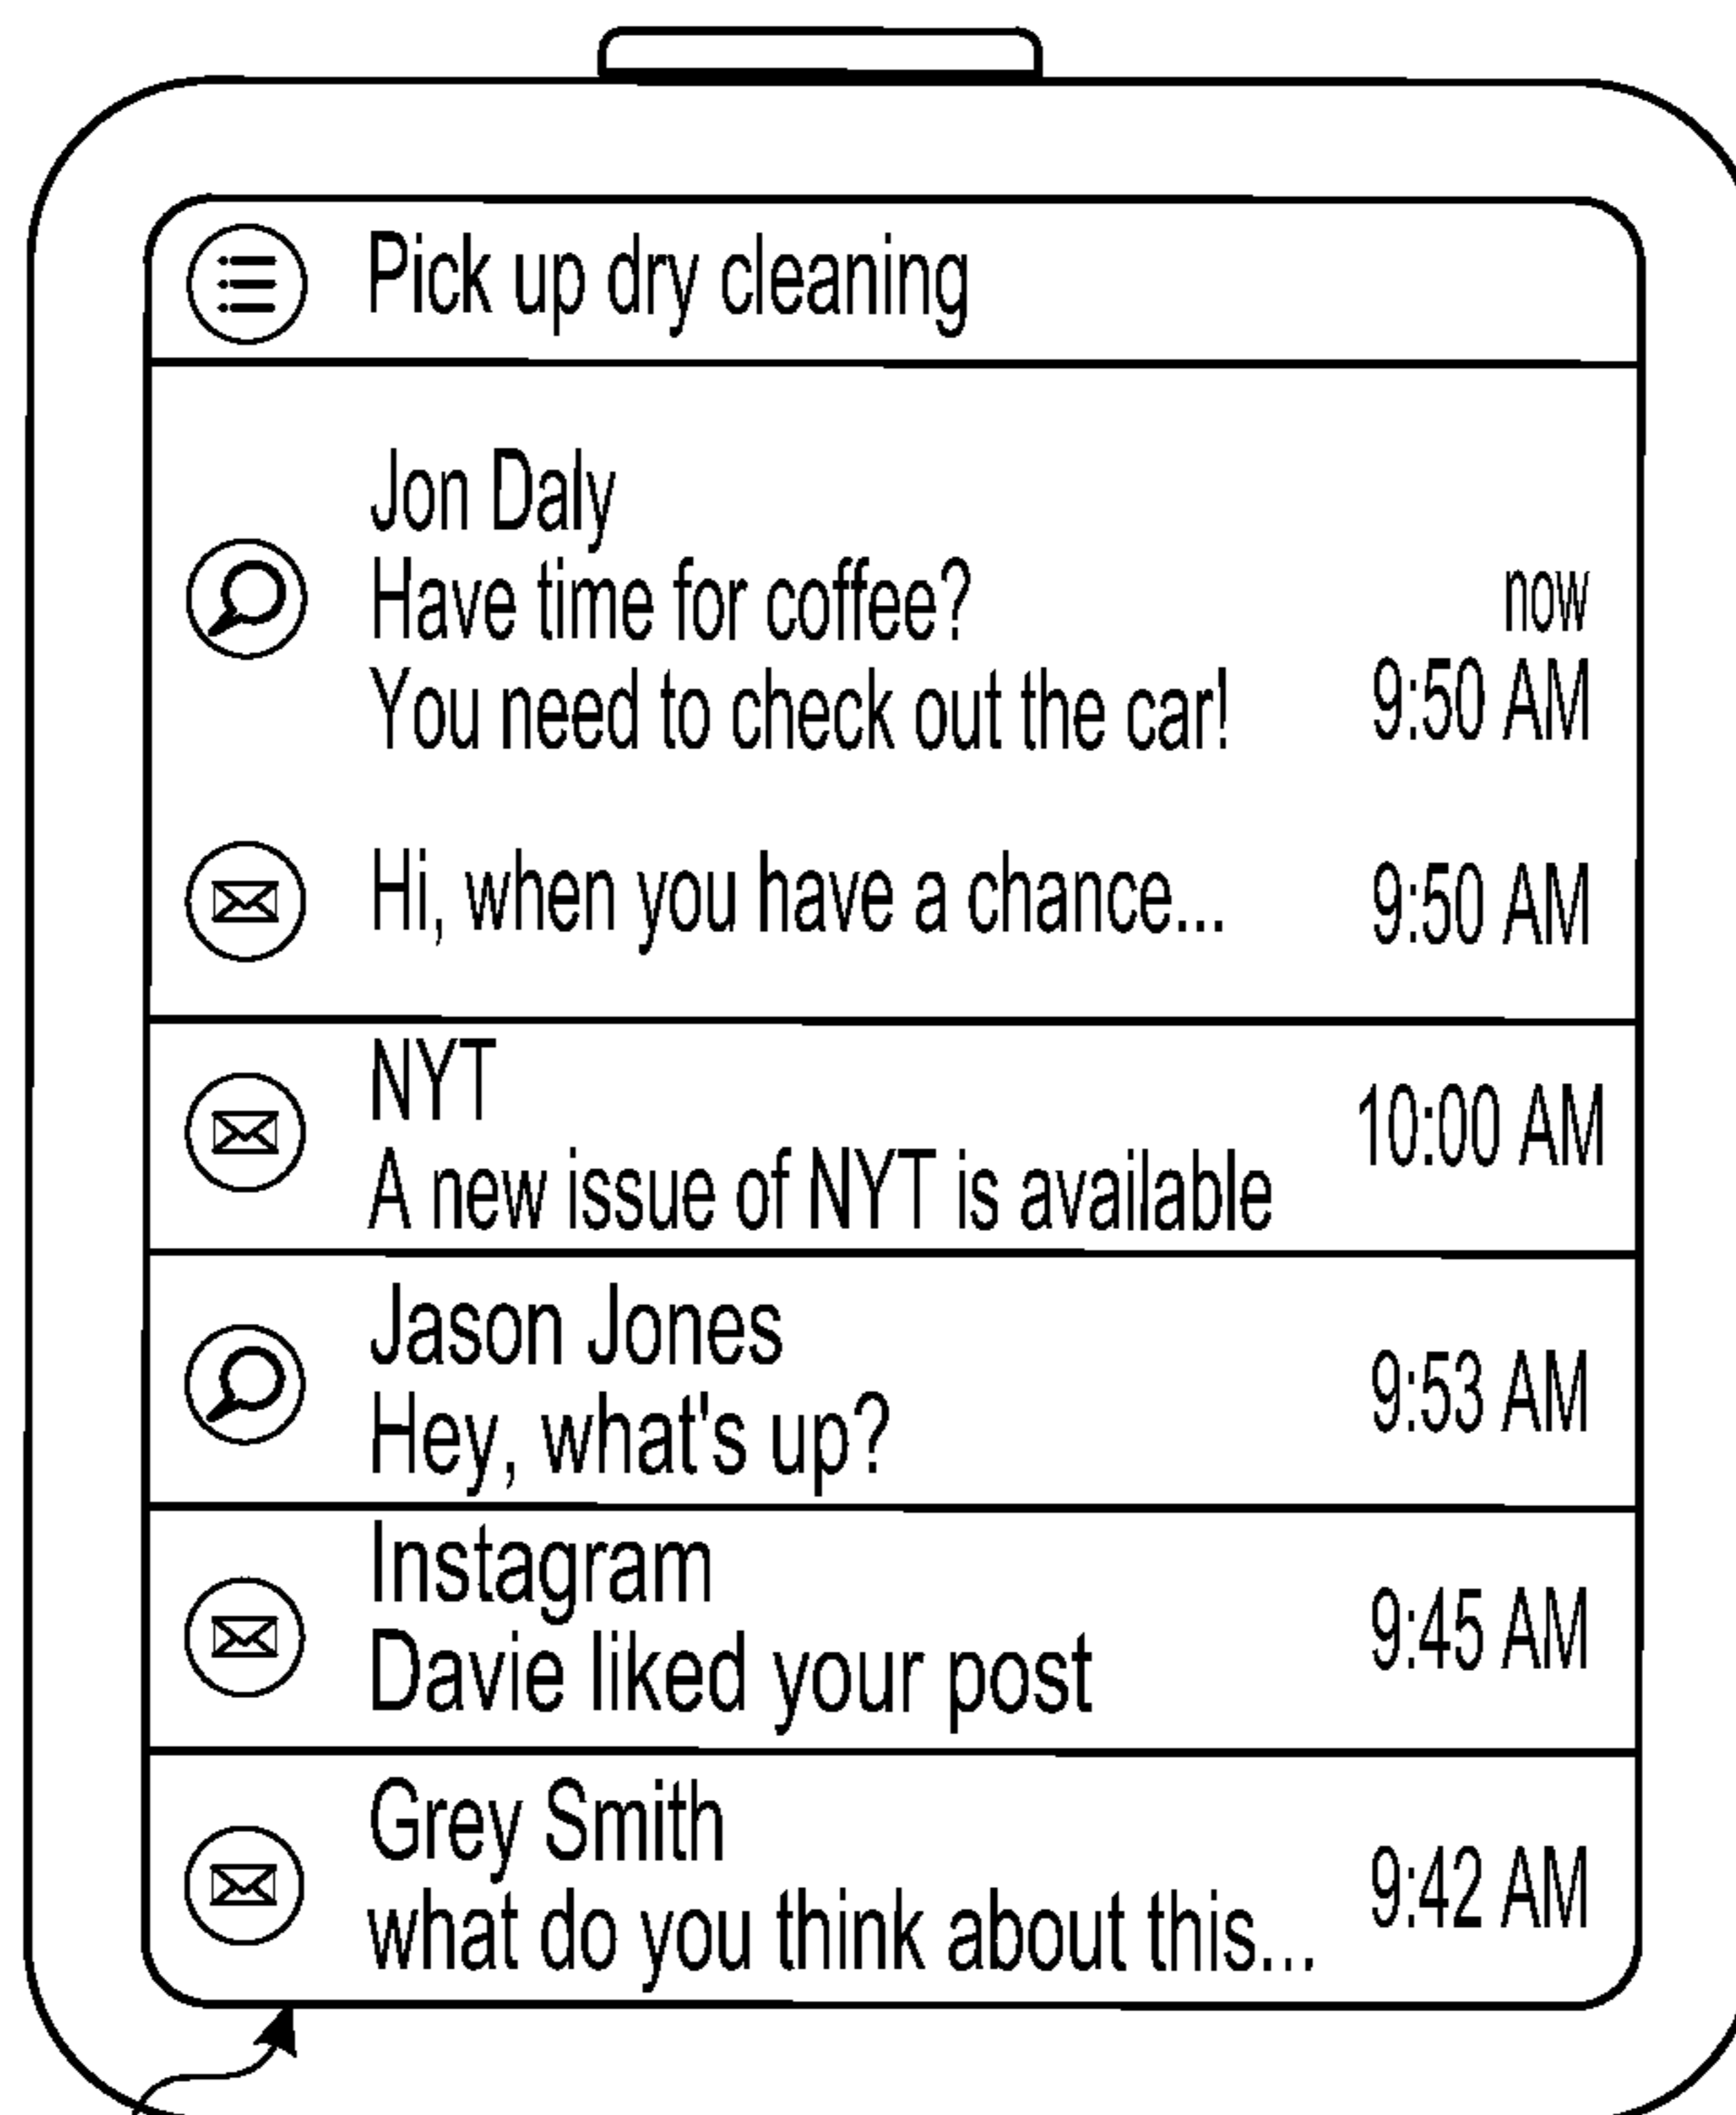 Pick up dry cleaning
Jon Daly
Have time for coffee? now
You need to check out the car! 9:50 AM
Hi, when you have a chance... 9:50 AM
NYT
10:00 AM
A new issue of NYT is available
Jason Jones
9:53 AM
Hey, what's up?
Instagram
9:45 AM
Davie liked your post
Grey Smith
9:42 AM
what do you think about this...